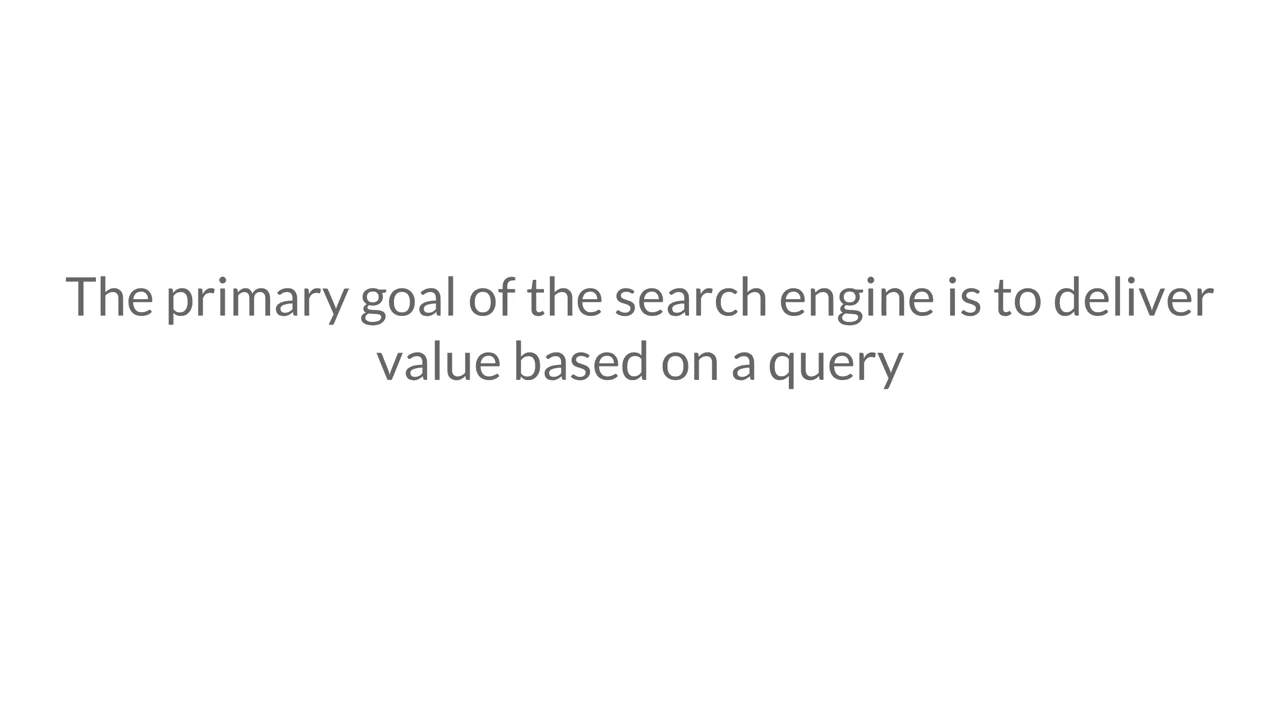 The primary goal of the search engine is to deliver
value based on a query